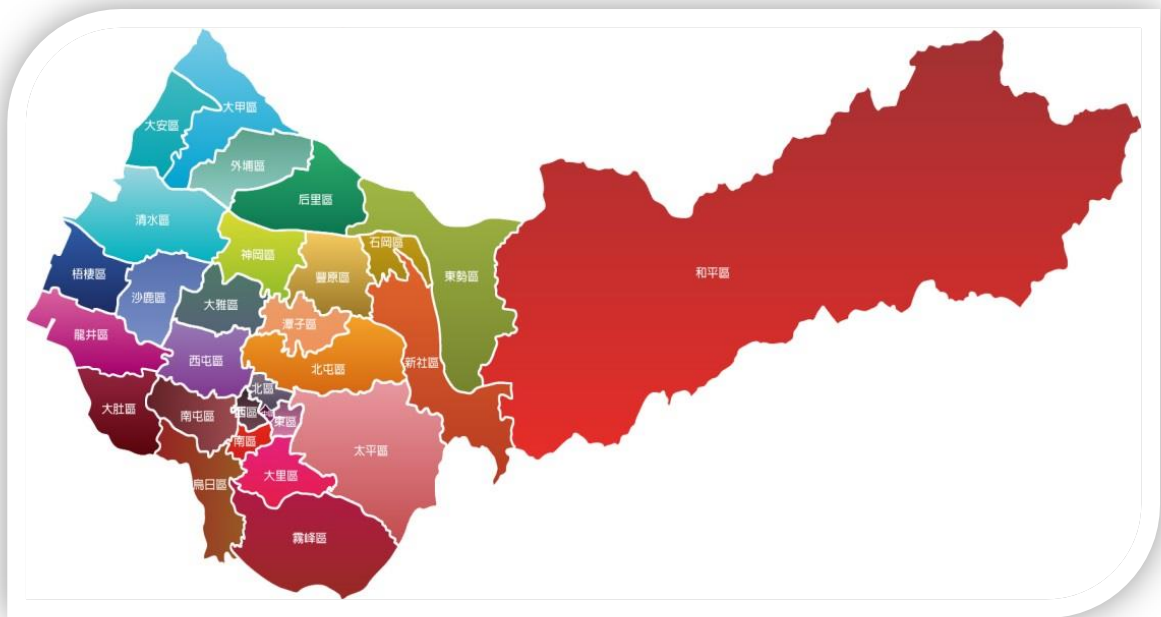 大甲區
大安區
外埔區
后里區
清水區
神岡區
石岡區
和平區
梧棲區
豐原區
東勢區
沙鹿區
大雅區
潭子區
龍井區
西屯區
新社區
北屯區
北區
大肚區
南屯區
西區
東區
南區
太平區
大里區
烏日區
霧峰區